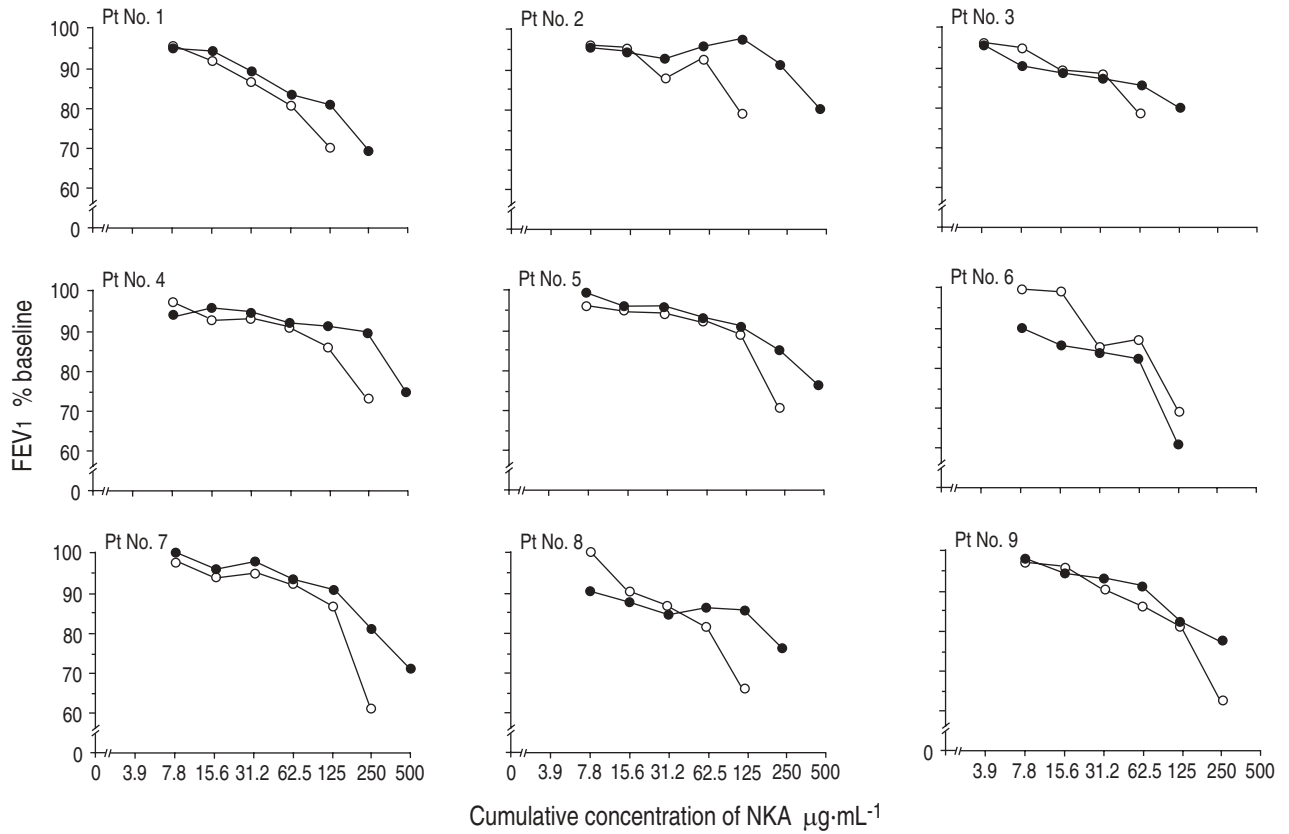 Pt No. 1
Pt No. 2
Pt No. 3
100
90
80
70
60
0
Pt No. 4
Pt No. 5
Pt No. 6
100
90
80
70
60
0
0
0
FEV1 % baseline
Pt No. 7
Pt No. 8
Pt No. 9
100
90
80
70
60
0
0
0
0 3.9 7.8 15.6 31.2 62.5 125 250 500
0 3.9 7.8 15.6 31.2 62.5 125 250 500
3.9 7.8 15.6 31.2 62.5 125 250 500
Cumulative concentration of NKA µg·mL-1